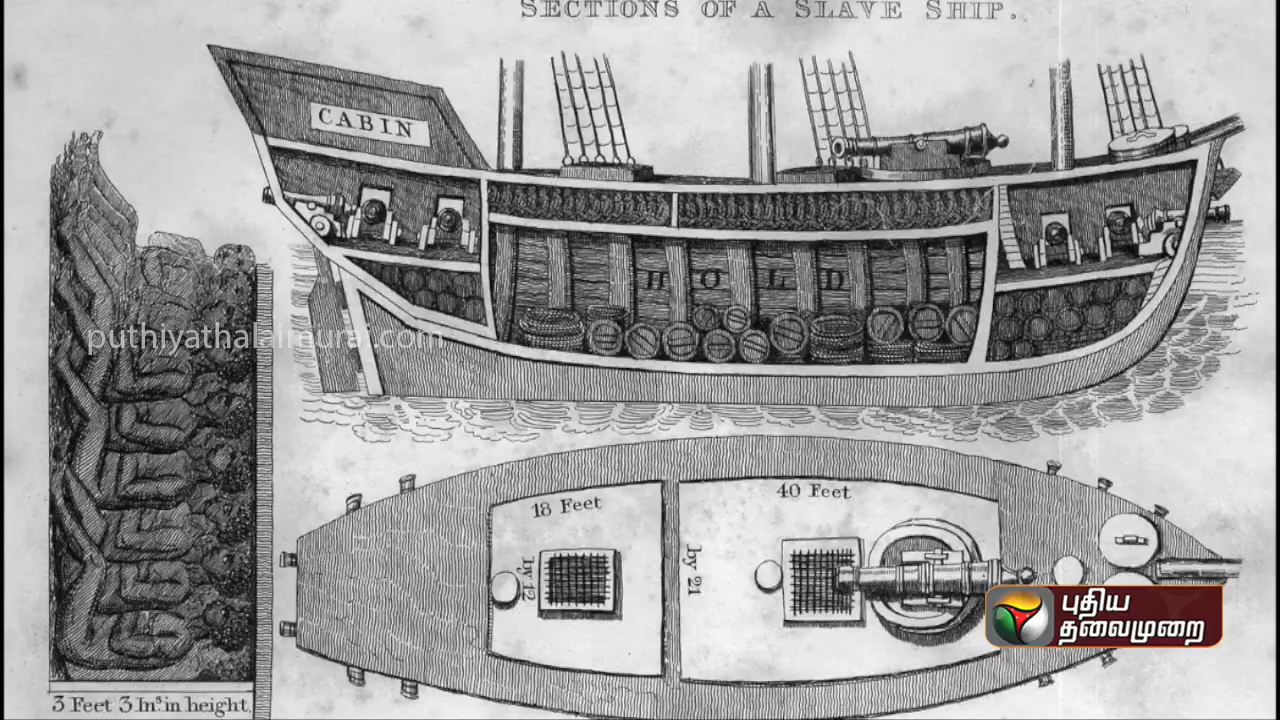 SECTIONS OF A SLAVE SHIP.
CABIN
HOLD
puthiyathalaimurai.com
18 Feet
by 12
40 Feet
by 21
3 Feet 3 Inˢ. in height.
புதிய
தலைமுறை